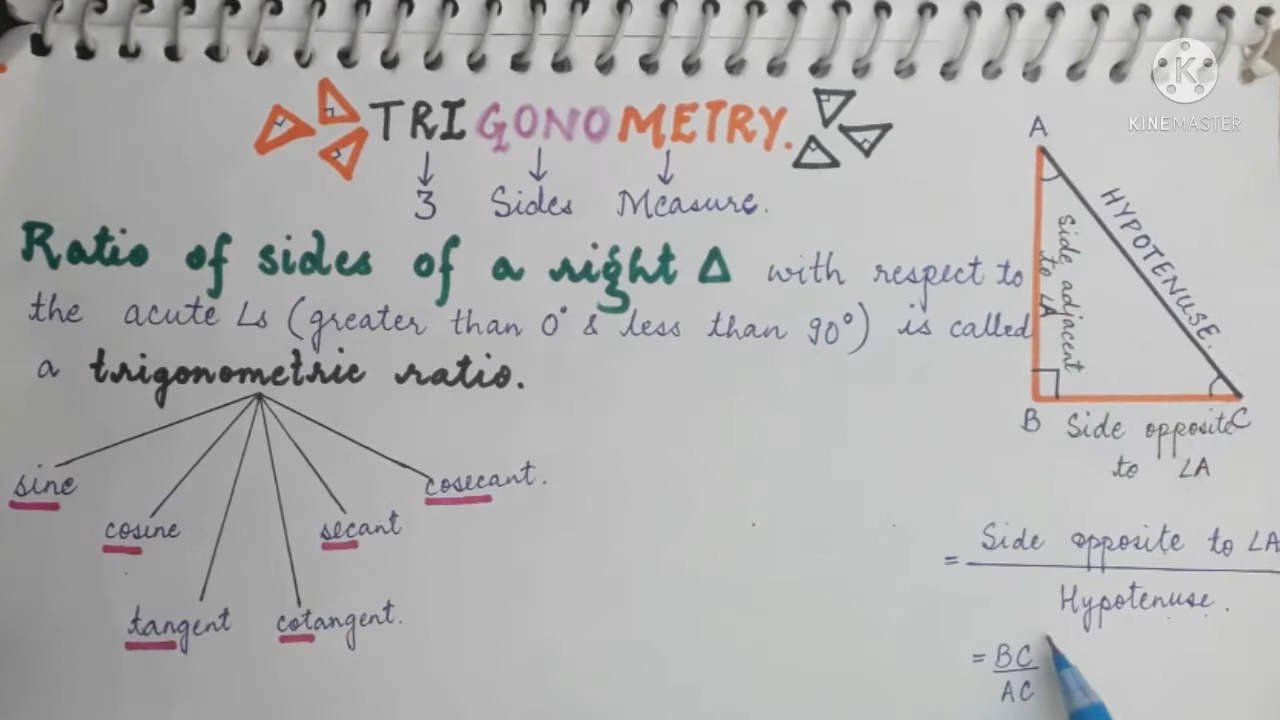 TRIGONOMETRY.
3 Sides Measure.
Ratio of sides of a right Δ with respect to
the acute ∠s (greater than 0° & less than 90°) is called
a trigonometric ratio.
sine
cosine
tangent
cotangent.
secant
cosecant.
KINEMASTER
A
HYPOTENUSE.
Side adjacent
to ∠A
B
C
Side opposite
to ∠A
= Side opposite to ∠A
Hypotenuse.
= BC
AC